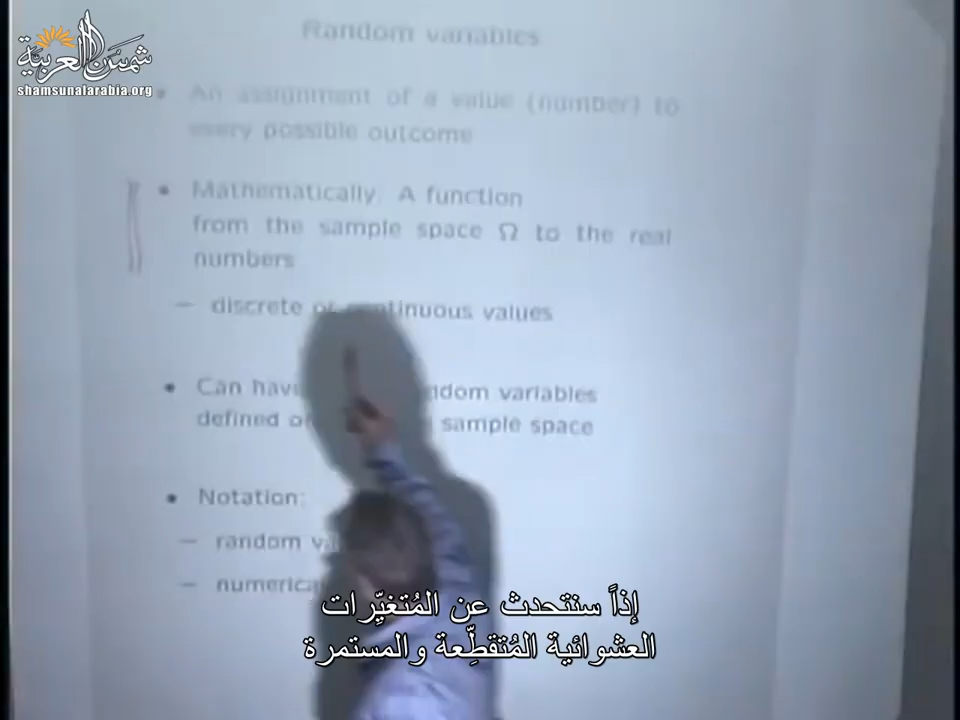 شمس العربية
shamsunalarabia.org
Random variables
• An assignment of a value (number) to
every possible outcome
• Mathematically: A function
from the sample space Ω to the real
numbers
– discrete or continuous values
• Can have random variables
defined on sample space
• Notation:
– random
– numerical
إذاً سنتحدث عن المُتغيِّرات
العشوائية المُتقطِّعة والمستمرة